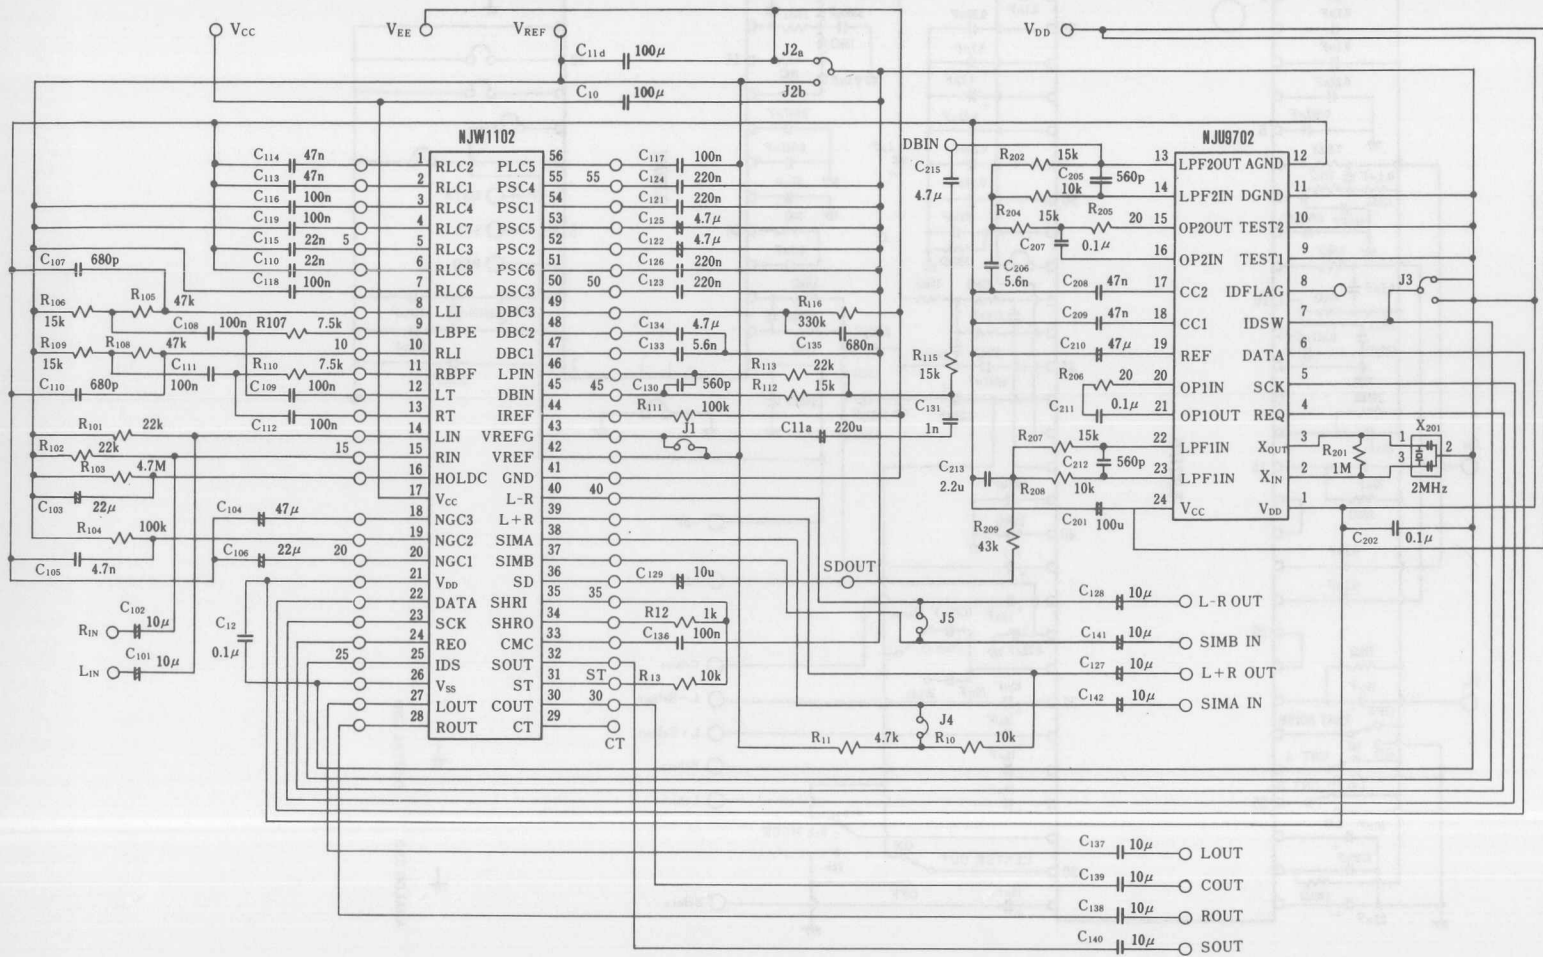 VCC
VEE
VREF
VDD
C11d 100μ
J2a
J2b
C10 100μ
NJW1102
C114 47n 1 RLC2
C113 47n 2 RLC1
C116 100n 3 RLC4
C119 100n 4 RLC7
C115 22n 5 5 RLC3
C110 22n 6 RLC8
C118 100n 7 RLC6
C107 680p
8 LLI
R106 15k R105 47k
C108 100n R107 7.5k 9 LBPE
R109 15k R108 47k 10 10 RLI
C111 100n R110 7.5k 11 RBPF
C110 680p C109 100n 12 LT
C112 100n 13 RT
R101 22k 14 LIN
R102 22k 15 15 RIN
R103 4.7M 16 HOLDC
C103 22μ 17 VCC
C104 47μ 18 NGC3
R104 100k 19 NGC2
C106 22μ 20 20 NGC1
C105 4.7n
21 VDD
22 DATA
23 SCK
24 REO
25 25 IDS
26 VSS
27 LOUT
28 ROUT
C102 10μ
RIN
C101 10μ
LIN
C12 0.1μ
PLC5 56 C117 100n
PSC4 55 55 C124 220n
PSC1 54 C121 220n
PSC5 53 C125 4.7μ
PSC2 52 C122 4.7μ
PSC6 51 C126 220n
DSC3 50 50 C123 220n
DBC3 49 R116 330k
DBC2 48 C134 4.7μ C135 680n
DBC1 47 C133 5.6n
LPIN 46 R113 22k
DBIN 45 45 C130 560p R112 15k
IREF 44 R111 100k
VREFG 43 J1 C11a 220u
VREF 42
GND 41
L-R 40 40
L+R 39
SIMA 38
SIMB 37
SD 36 C129 10u SDOUT
SHRI 35 35
SHRO 34 R12 1k
CMC 33 C136 100n
SOUT 32
ST 31 ST R13 10k
COUT 30 30
CT 29
CT
R115 15k
C131 1n
R11 4.7k R10 10k
J4
J5
DBIN
C215 4.7μ
NJU9702
R202 15k C205 560p 13 LPF2OUT
10k 14 LPF2IN
R204 15k R205 20 15 OP2OUT
C207 0.1μ 16 OP2IN
C206 5.6n
C208 47n 17 CC2
C209 47n 18 CC1
C210 47μ 19 REF
R206 20 20 OP1IN
C211 0.1μ 21 OP1OUT
R207 15k 22 LPF1IN
C212 560p
C213 2.2u R208 10k 23 LPF1IN
C201 100u 24 VCC
R209 43k
AGND 12
DGND 11
TEST2 10
TEST1 9
IDFLAG 8 J3
IDSW 7
DATA 6
SCK 5
REQ 4
XOUT 3
XIN 2
VDD 1
R201 1M
X201
1
3
2
2MHz
C202 0.1μ
C128 10μ L-R OUT
C141 10μ SIMB IN
C127 10μ L+R OUT
C142 10μ SIMA IN
C137 10μ LOUT
C139 10μ COUT
C138 10μ ROUT
C140 10μ SOUT